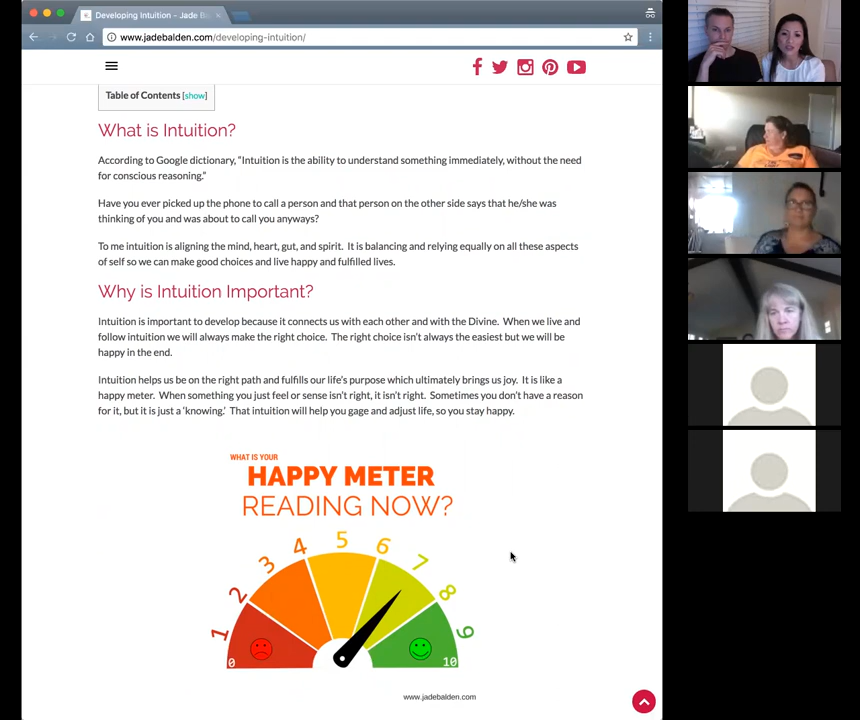 Developing Intuition - Jade B
www.jadebalden.com/developing-intuition/
Table of Contents [show]
What is Intuition?
According to Google dictionary, “Intuition is the ability to understand something immediately, without the need
for conscious reasoning.”
Have you ever picked up the phone to call a person and that person on the other side says that he/she was
thinking of you and was about to call you anyways?
To me intuition is aligning the mind, heart, gut, and spirit. It is balancing and relying equally on all these aspects
of self so we can make good choices and live happy and fulfilled lives.
Why is Intuition Important?
Intuition is important to develop because it connects us with each other and with the Divine. When we live and
follow intuition we will always make the right choice. The right choice isn’t always the easiest but we will be
happy in the end.
Intuition helps us be on the right path and fulfills our life’s purpose which ultimately brings us joy. It is like a
happy meter. When something you just feel or sense isn’t right, it isn’t right. Sometimes you don’t have a reason
for it, but it is just a ‘knowing.’ That intuition will help you gage and adjust life, so you stay happy.
WHAT IS YOUR
HAPPY METER
READING NOW?
0 1 2 3 4 5 6 7 8 9 10
www.jadebalden.com